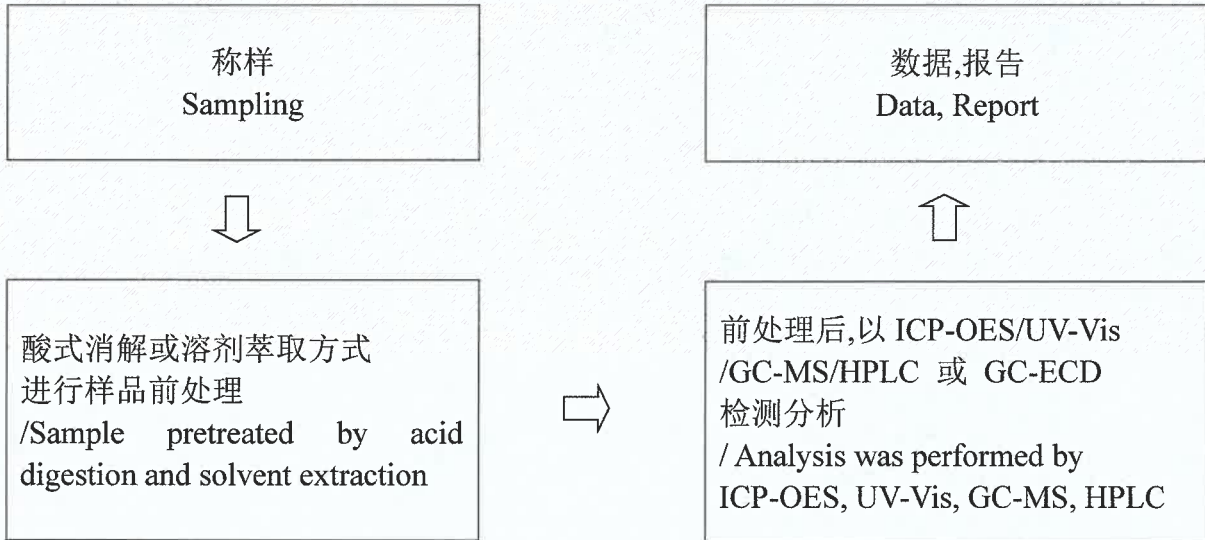 称样
Sampling
酸式消解或溶剂萃取方式
进行样品前处理
/Sample pretreated by acid
digestion and solvent extraction
前处理后,以 ICP-OES/UV-Vis
/GC-MS/HPLC 或 GC-ECD
检测分析
/ Analysis was performed by
ICP-OES, UV-Vis, GC-MS, HPLC
数据,报告
Data, Report